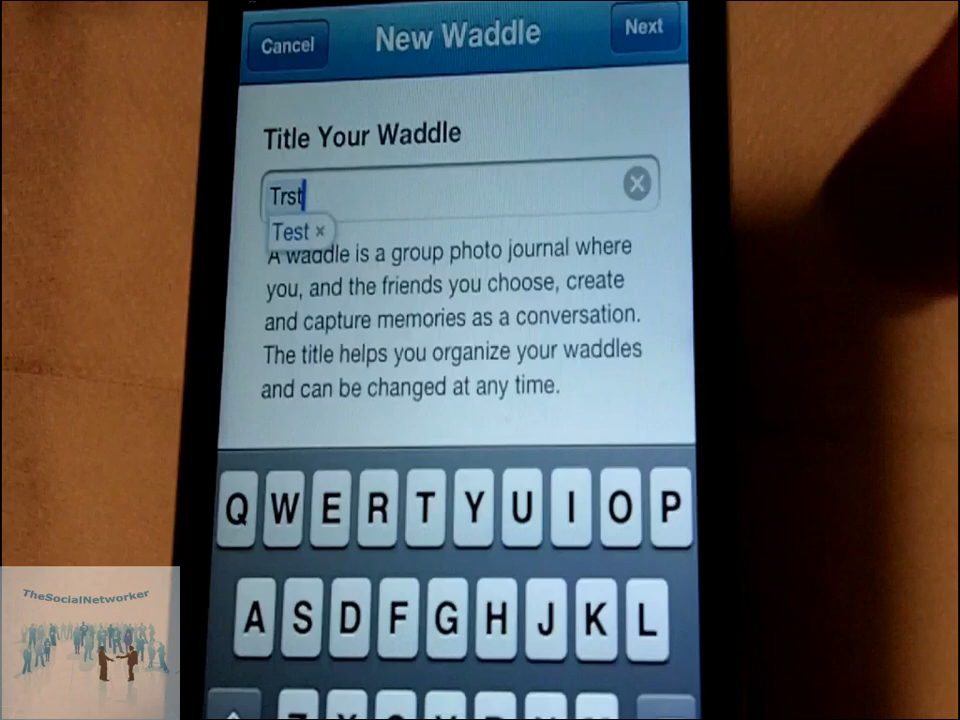 Cancel
New Waddle
Next
Title Your Waddle
Trst
Test ×
A waddle is a group photo journal where
you, and the friends you choose, create
and capture memories as a conversation.
The title helps you organize your waddles
and can be changed at any time.
Q W E R T Y U I O P
A S D F G H J K L
TheSocialNetworker